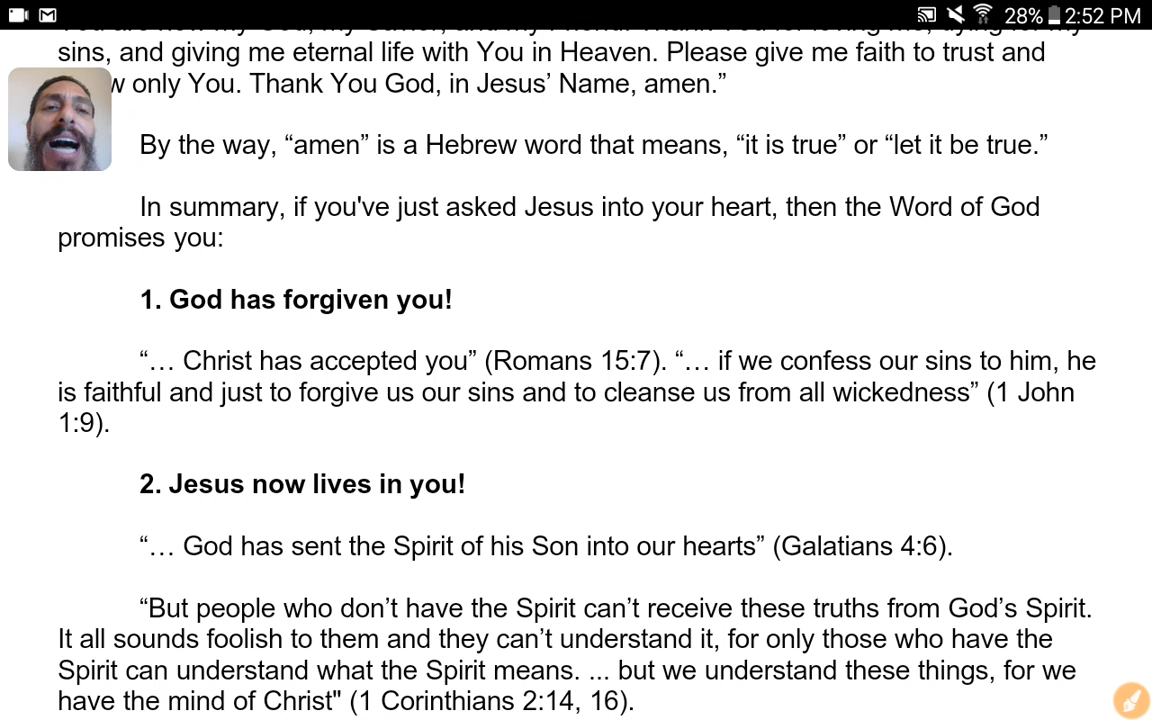 28% 2:52 PM
sins, and giving me eternal life with You in Heaven. Please give me faith to trust and
only You. Thank You God, in Jesus’ Name, amen.”
By the way, “amen” is a Hebrew word that means, “it is true” or “let it be true.”
In summary, if you've just asked Jesus into your heart, then the Word of God
promises you:
1. God has forgiven you!
“… Christ has accepted you” (Romans 15:7). “… if we confess our sins to him, he
is faithful and just to forgive us our sins and to cleanse us from all wickedness” (1 John
1:9).
2. Jesus now lives in you!
“… God has sent the Spirit of his Son into our hearts” (Galatians 4:6).
“But people who don’t have the Spirit can’t receive these truths from God’s Spirit.
It all sounds foolish to them and they can’t understand it, for only those who have the
Spirit can understand what the Spirit means. ... but we understand these things, for we
have the mind of Christ" (1 Corinthians 2:14, 16).